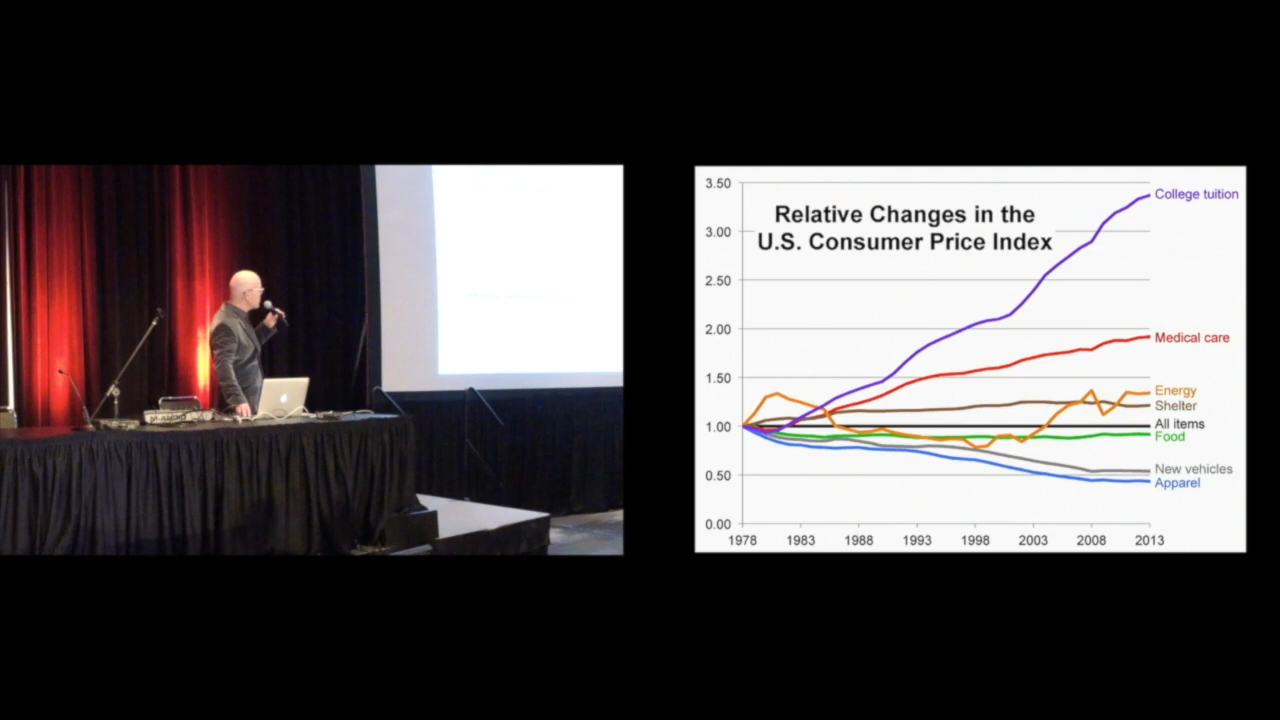 Relative Changes in the
U.S. Consumer Price Index
3.50
3.00
2.50
2.00
1.50
1.00
0.50
0.00
1978 1983 1988 1993 1998 2003 2008 2013
College tuition
Medical care
Energy
Shelter
All items
Food
New vehicles
Apparel